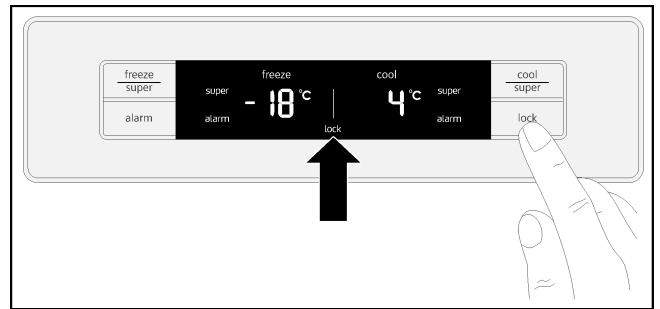 freeze
super
alarm
freeze
super
-18 °C
alarm
cool
4 °C
super
alarm
lock
cool
super
lock